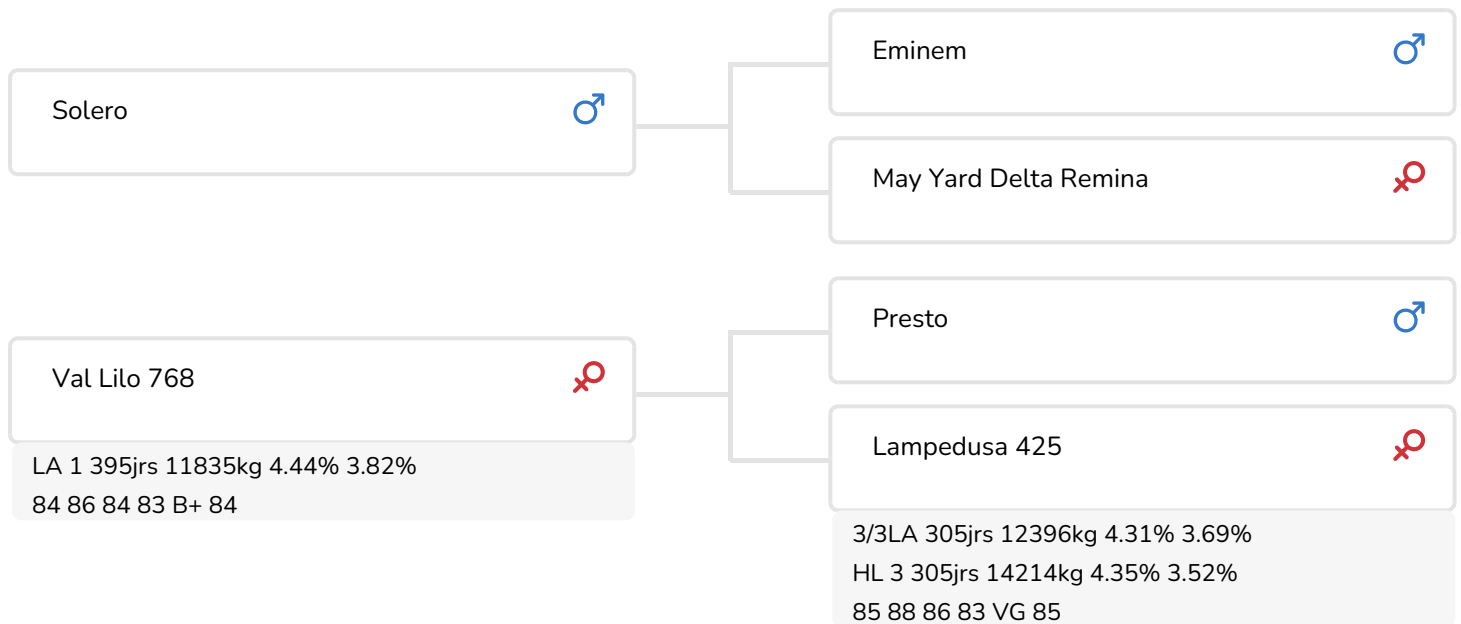 Solero
Eminem
May Yard Delta Remina
Val Lilo 768
LA 1 395jrs 11835kg 4.44% 3.82%
84 86 84 83 B+ 84
Presto
Lampedusa 425
3/3LA 305jrs 12396kg 4.31% 3.69%
HL 3 305jrs 14214kg 4.35% 3.52%
85 88 86 83 VG 85